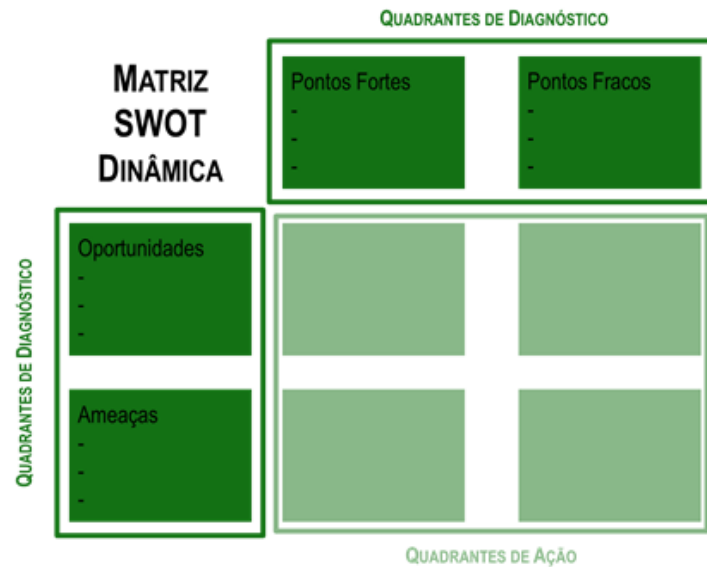 QUADRANTES DE DIAGNÓSTICO
MATRIZ
SWOT
DINÂMICA
Pontos Fortes
-
-
-
Pontos Fracos
-
-
-
QUADRANTES DE DIAGNÓSTICO
Oportunidades
-
-
-
Ameaças
-
-
-
QUADRANTES DE AÇÃO